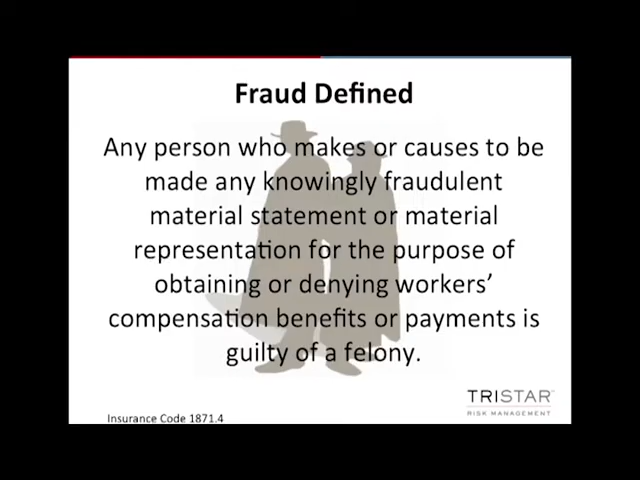 Fraud Defined
Any person who makes or causes to be
made any knowingly fraudulent
material statement or material
representation for the purpose of
obtaining or denying workers’
compensation benefits or payments is
guilty of a felony.
TRISTAR
RISK MANAGEMENT
Insurance Code 1871.4